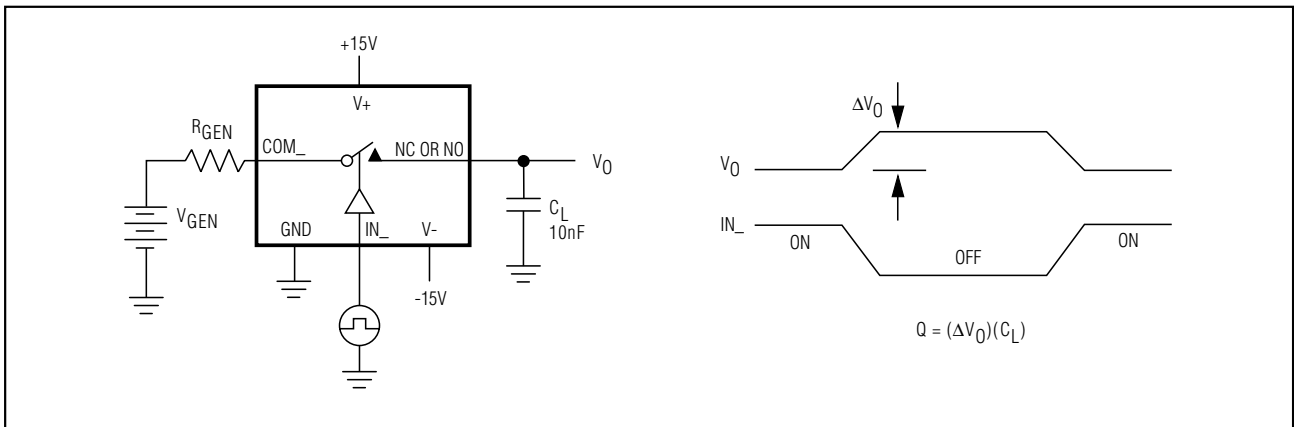 +15V
V+
RGEN
COM_
NC OR NO
VO
VGEN
CL
10nF
GND
IN_
V-
-15V
ΔVO
VO
IN_
ON
OFF
ON
Q = (ΔVO)(CL)